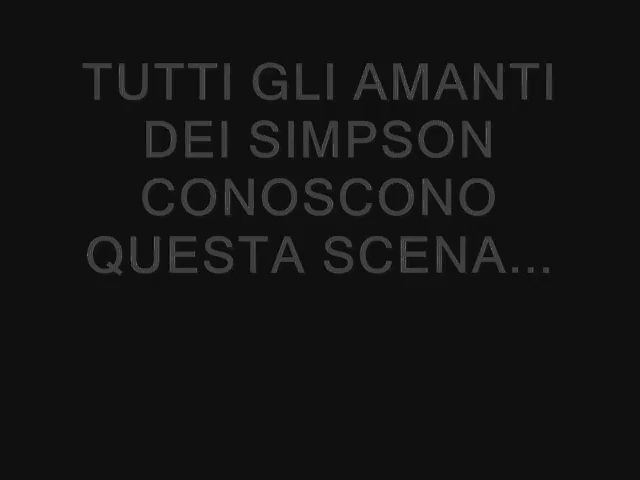 TUTTI GLI AMANTI
DEI SIMPSON
CONOSCONO
QUESTA SCENA...